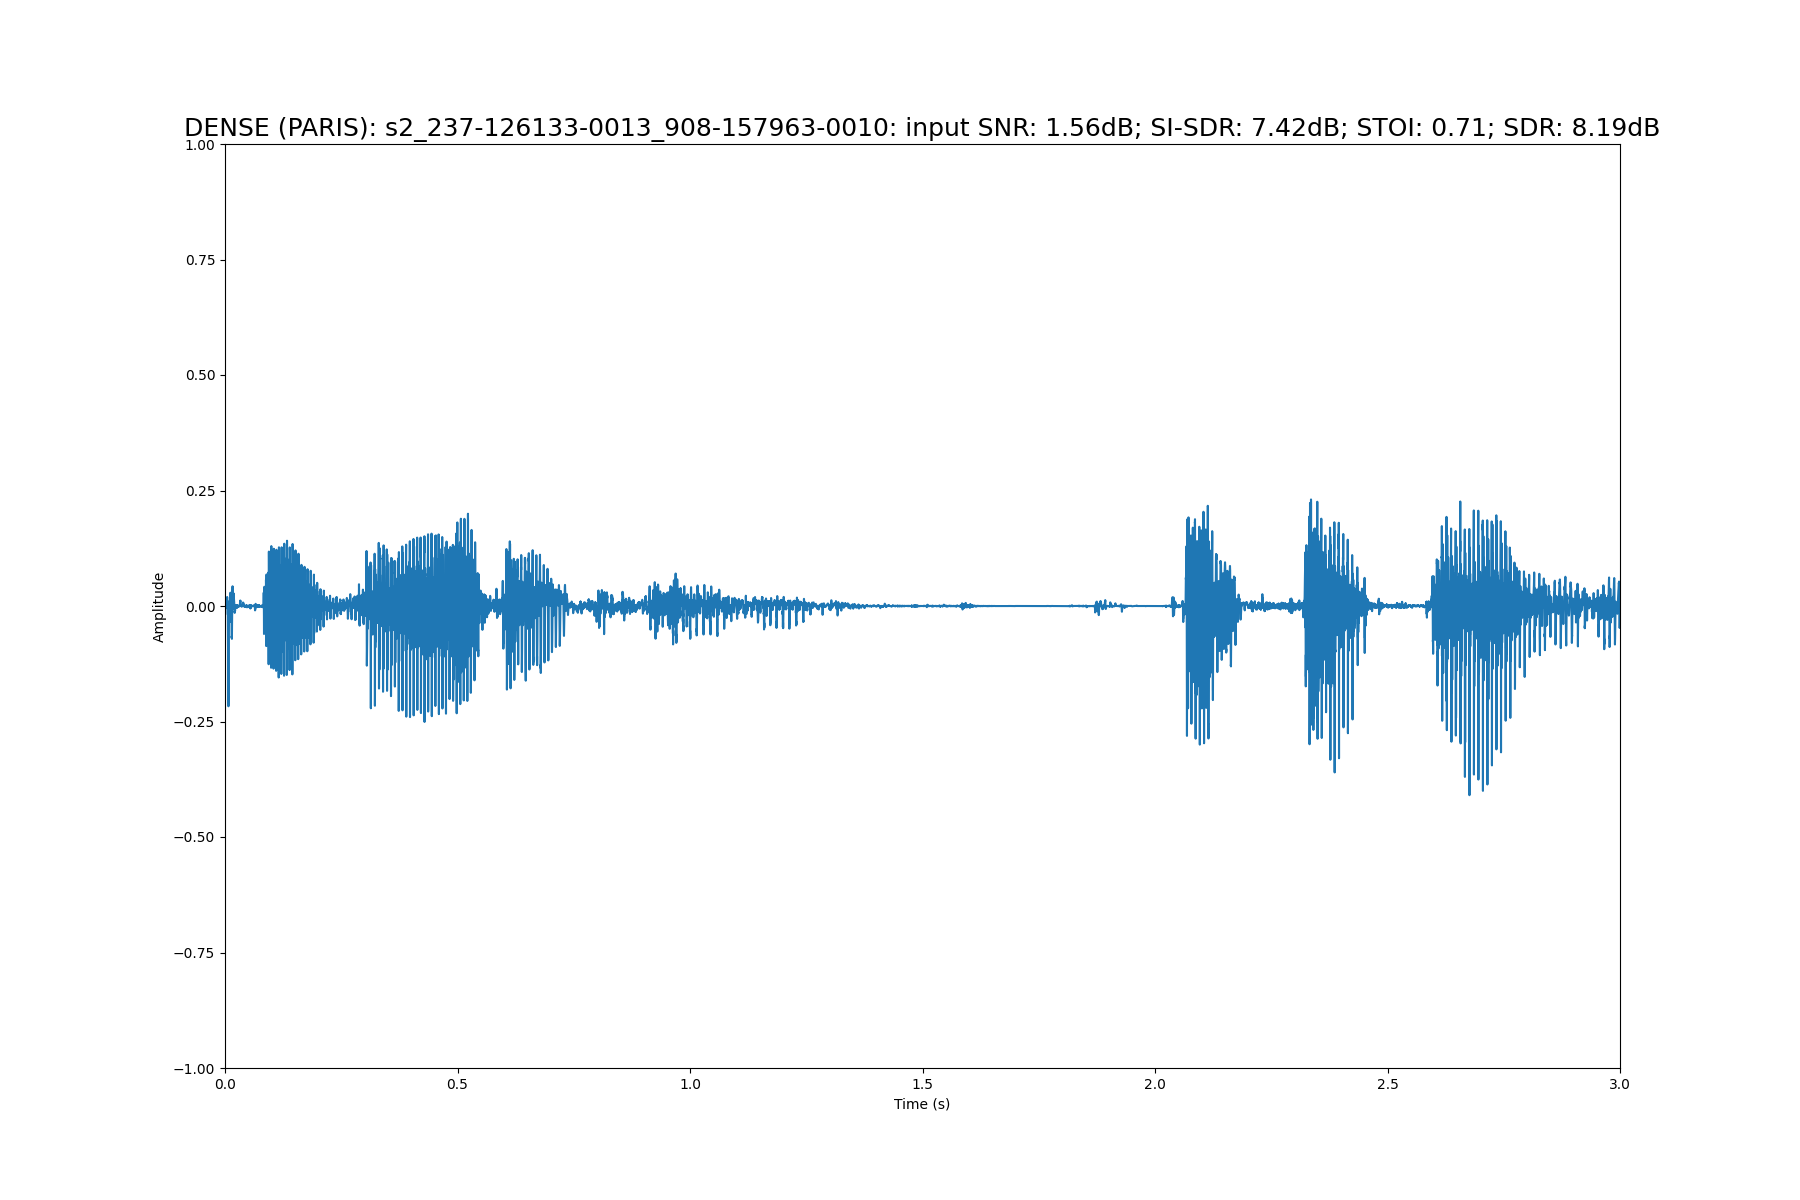 DENSE (PARIS): s2_237-126133-0013_908-157963-0010: input SNR: 1.56dB; SI-SDR: 7.42dB; STOI: 0.71; SDR: 8.19dB
1.00
0.75
0.50
0.25
0.00
−0.25
−0.50
−0.75
−1.00
Amplitude
0.0 0.5 1.0 1.5 2.0 2.5 3.0
Time (s)